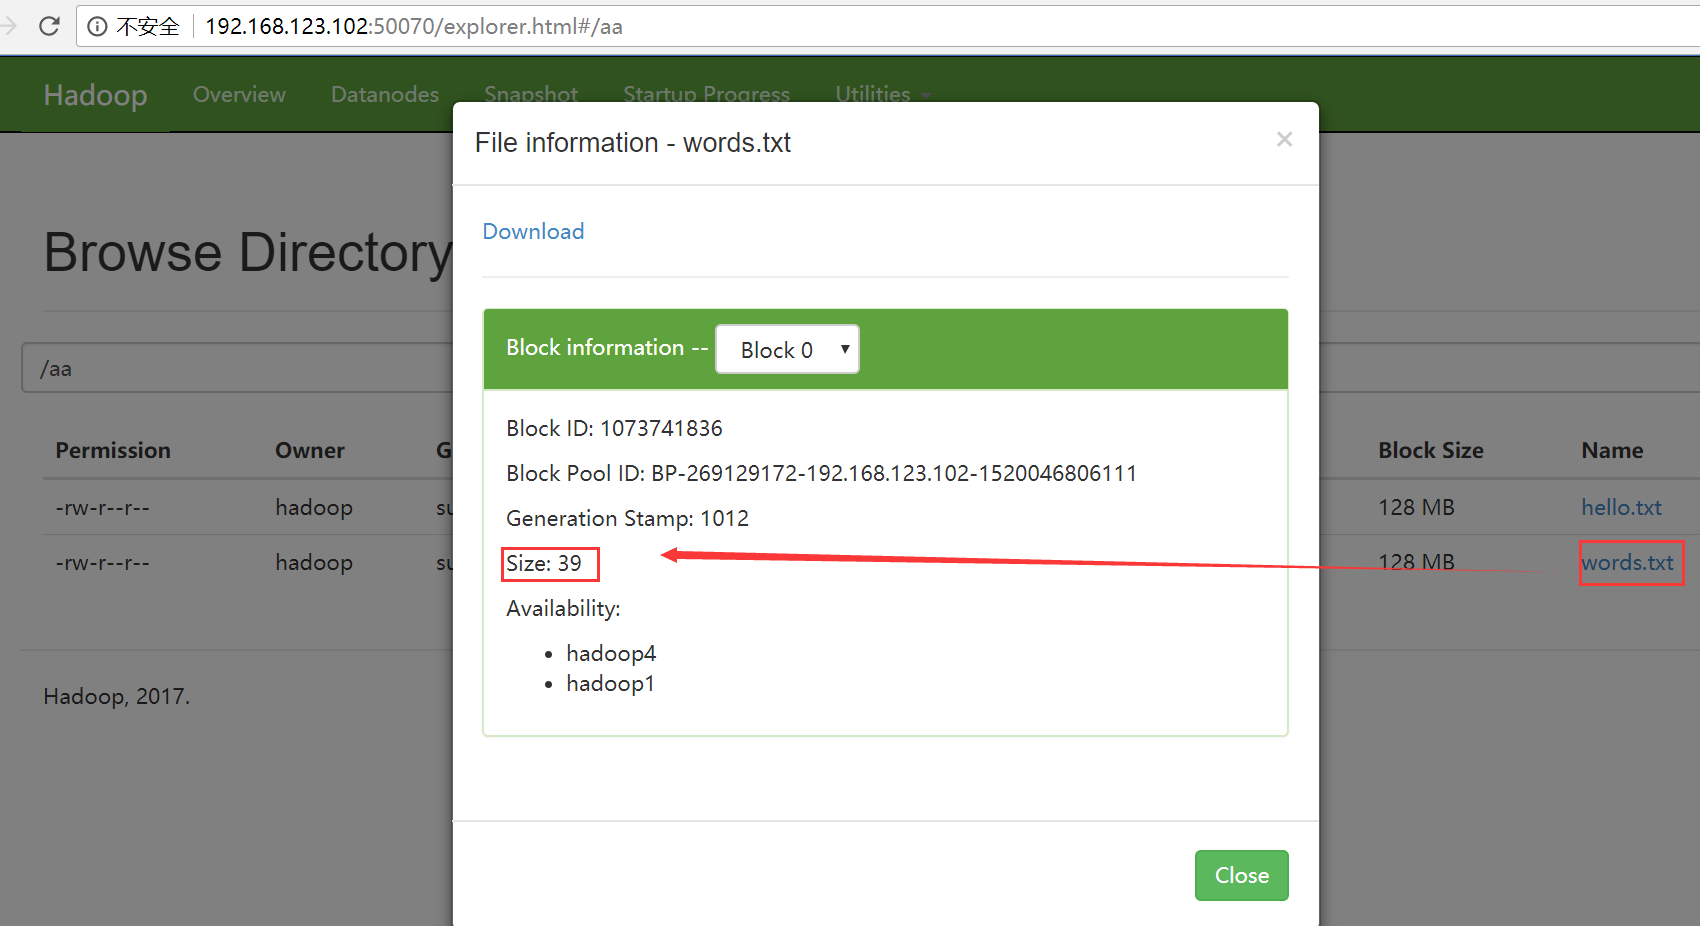 不安全 192.168.123.102:50070/explorer.html#/aa
Hadoop Overview Datanodes Snapshot Startup Progress Utilities
File information - words.txt ×
Download
Browse Directory
Block information -- Block 0
/aa
Block ID: 1073741836
Permission Owner G Block Size Name
Block Pool ID: BP-269129172-192.168.123.102-1520046806111
-rw-r--r-- hadoop su 128 MB hello.txt
Generation Stamp: 1012
-rw-r--r-- hadoop su Size: 39 128 MB words.txt
Availability:
• hadoop4
• hadoop1
Hadoop, 2017.
Close